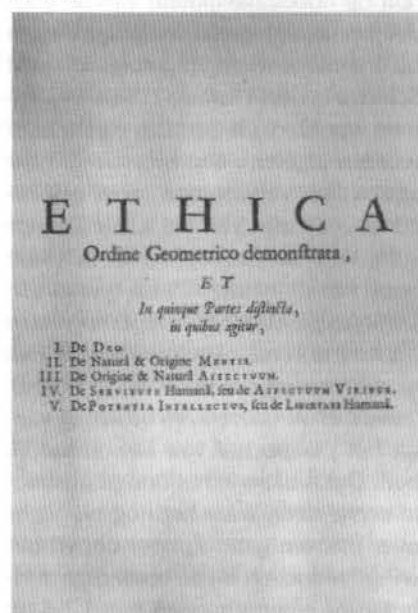 ETHICA
Ordine Geometrico demonſtrata,
ET
In quinque Partes diſtincta,
in quibus agitur,
I. De DEO.
II. De Naturâ & Origine MENTIS.
III. De Origine & Naturâ AFFECTUUM.
IV. De SERVITUTE Humanâ, ſeu de AFFECTUUM VIRIBUS.
V. De POTENTIA INTELLECTUS, ſeu de LIBERTATE Humanâ.